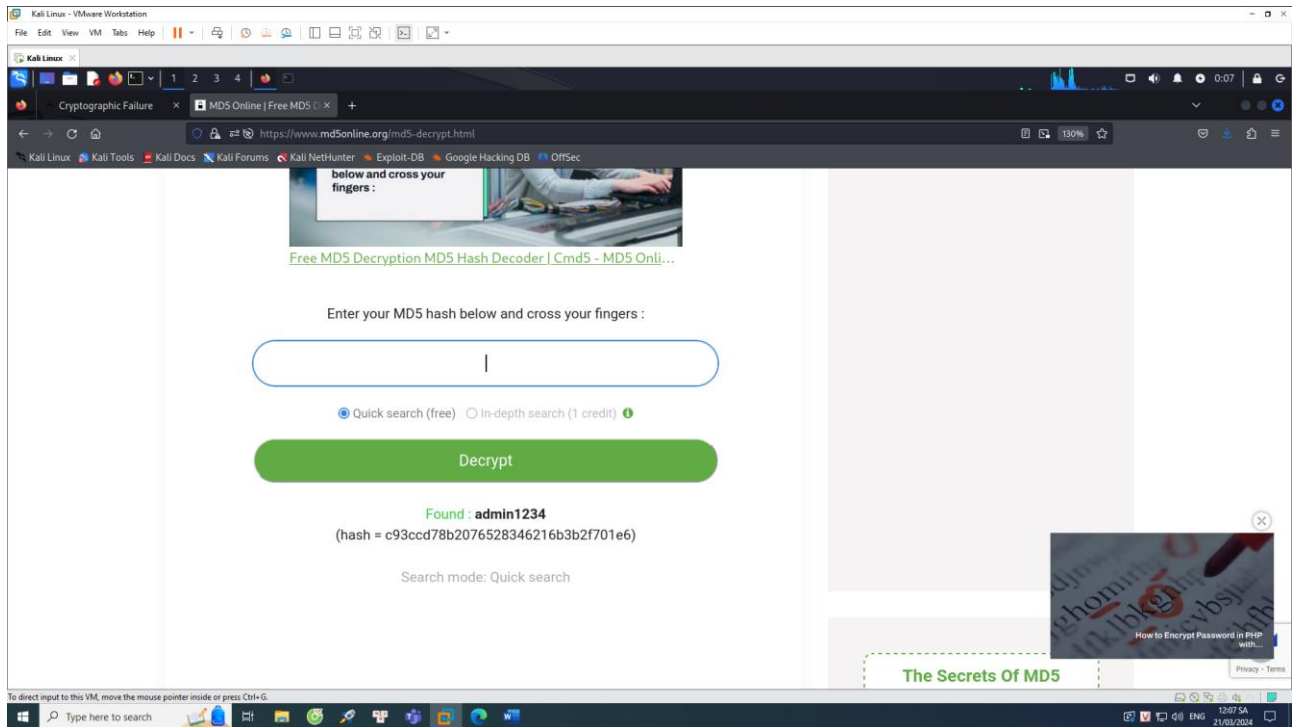 Kali Linux - VMware Workstation
File Edit View VM Tabs Help
Kali Linux
1 2 3 4
0:07
Cryptographic Failure
MD5 Online | Free MD5 D
https://www.md5online.org/md5-decrypt.html
130%
Kali Linux Kali Tools Kali Docs Kali Forums Kali NetHunter Exploit-DB Google Hacking DB OffSec
below and cross your
fingers :
Free MD5 Decryption MD5 Hash Decoder | Cmd5 - MD5 Onli...
Enter your MD5 hash below and cross your fingers :
Quick search (free) In-depth search (1 credit)
Decrypt
Found : admin1234
(hash = c93ccd78b2076528346216b3b2f701e6)
Search mode: Quick search
How to Encrypt Password in PHP
with...
Privacy - Terms
The Secrets Of MD5
To direct input to this VM, move the mouse pointer inside or press Ctrl+G.
Type here to search
ENG
12:07 SA
21/03/2024